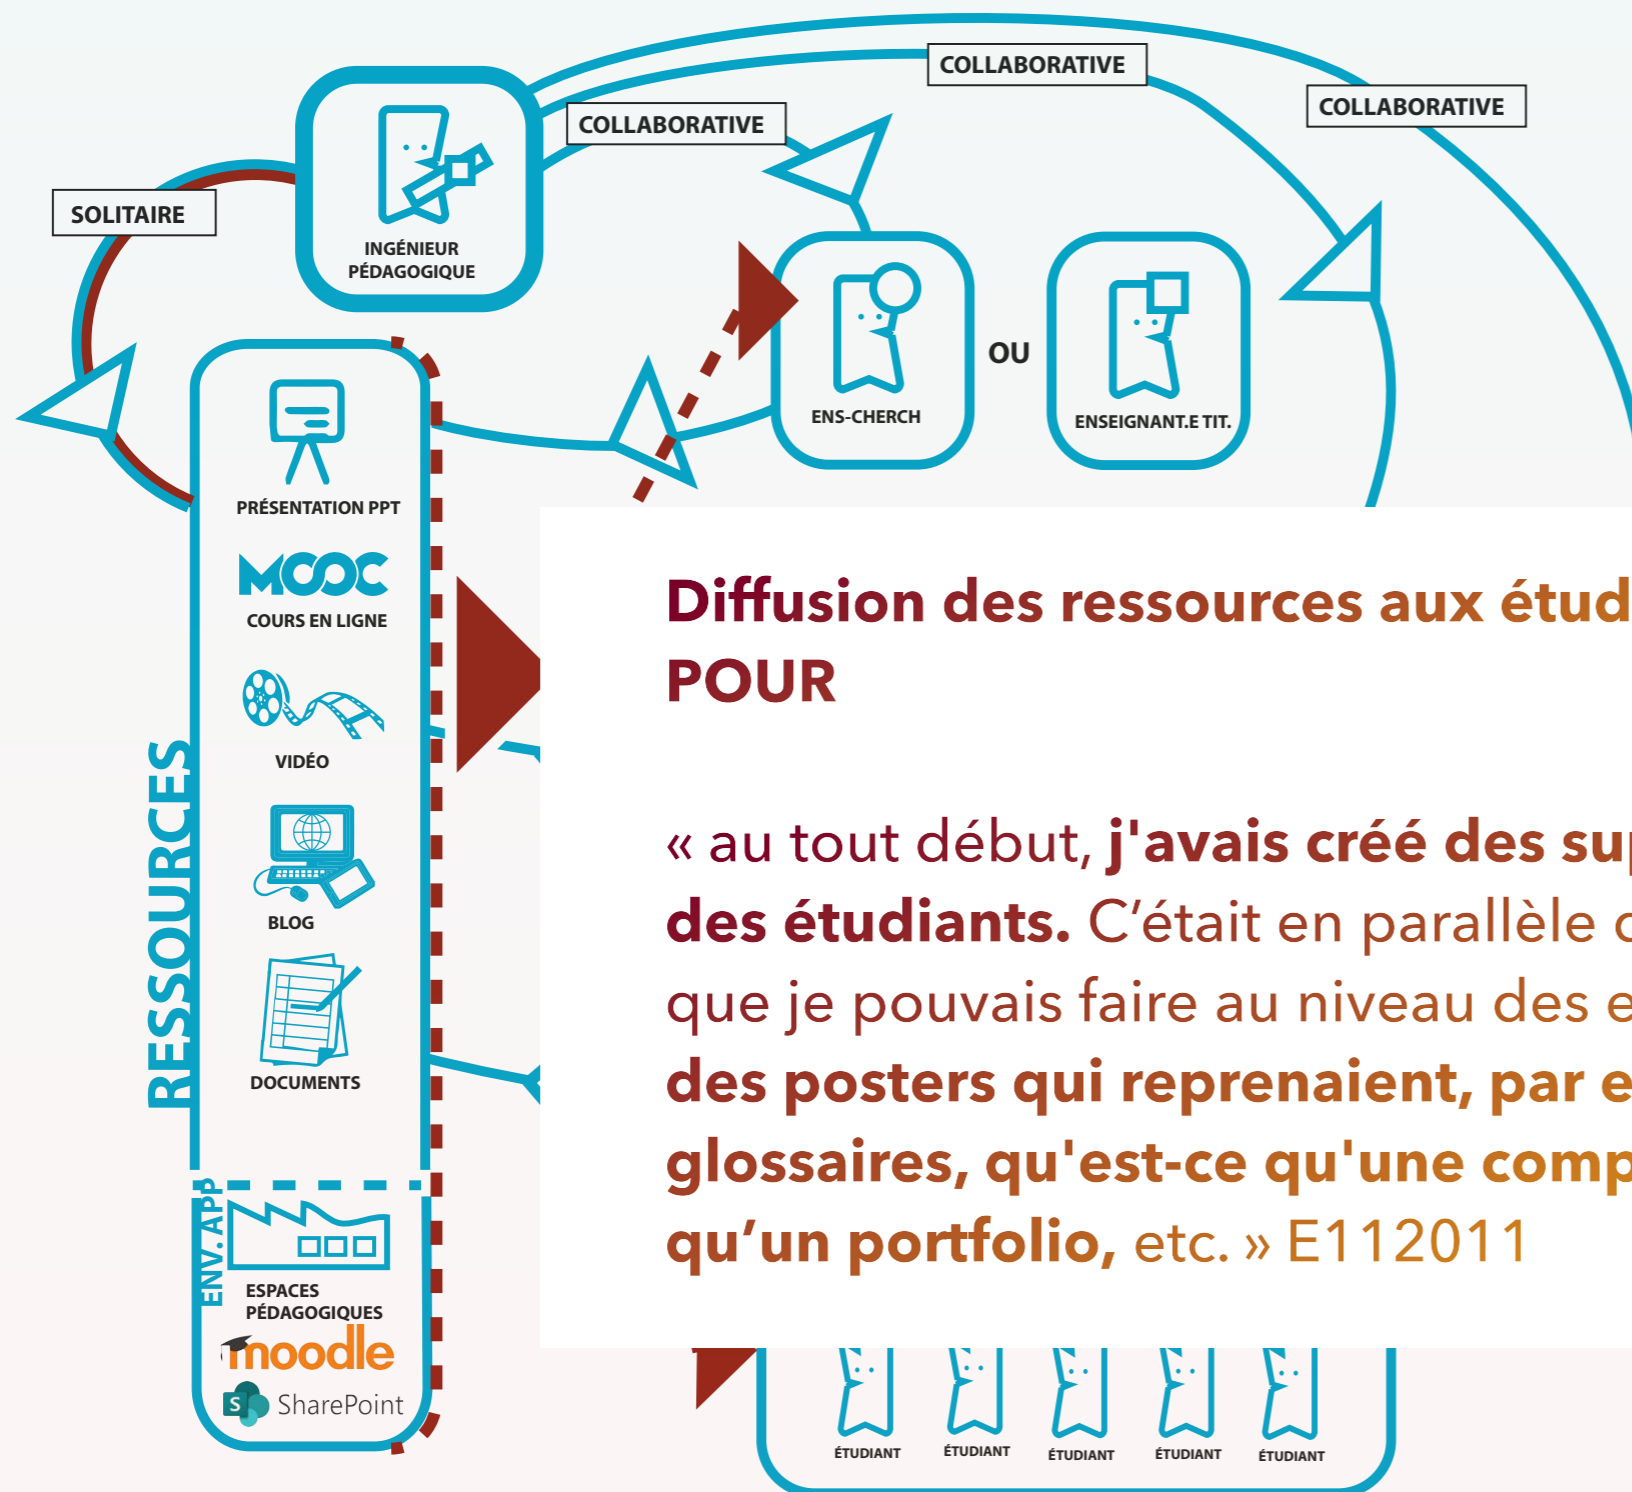 COLLABORATIVE
COLLABORATIVE
COLLABORATIVE
SOLITAIRE
INGÉNIEUR
PÉDAGOGIQUE
ENS-CHERCH
OU
ENSEIGNANT.E TIT.
RESSOURCES
PRÉSENTATION PPT
MOOC
COURS EN LIGNE
VIDÉO
BLOG
DOCUMENTS
ENV. APP
ESPACES
PÉDAGOGIQUES
moodle
S SharePoint
Diffusion des ressources aux
POUR
« au tout début, j'avais créé des
des étudiants. C’était en parallèle
que je pouvais faire au niveau des
des posters qui reprenaient, par
glossaires, qu'est-ce qu'une
qu’un portfolio, etc. » E112011
ÉTUDIANT
ÉTUDIANT
ÉTUDIANT
ÉTUDIANT
ÉTUDIANT